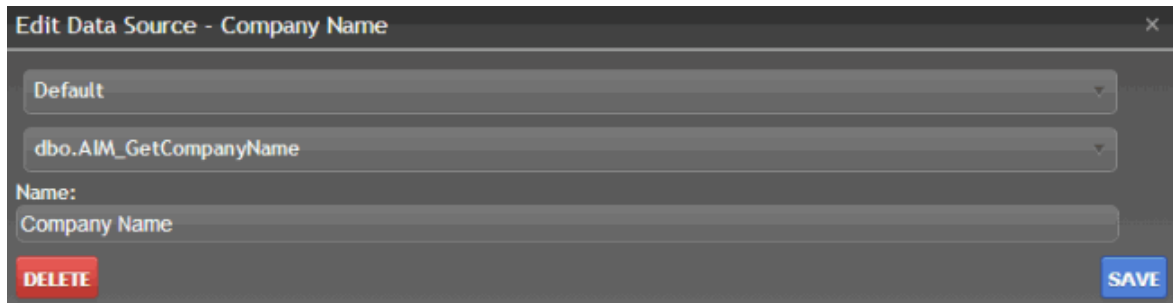 Edit Data Source - Company Name
Default
dbo.AIM_GetCompanyName
Name:
Company Name
DELETE
SAVE